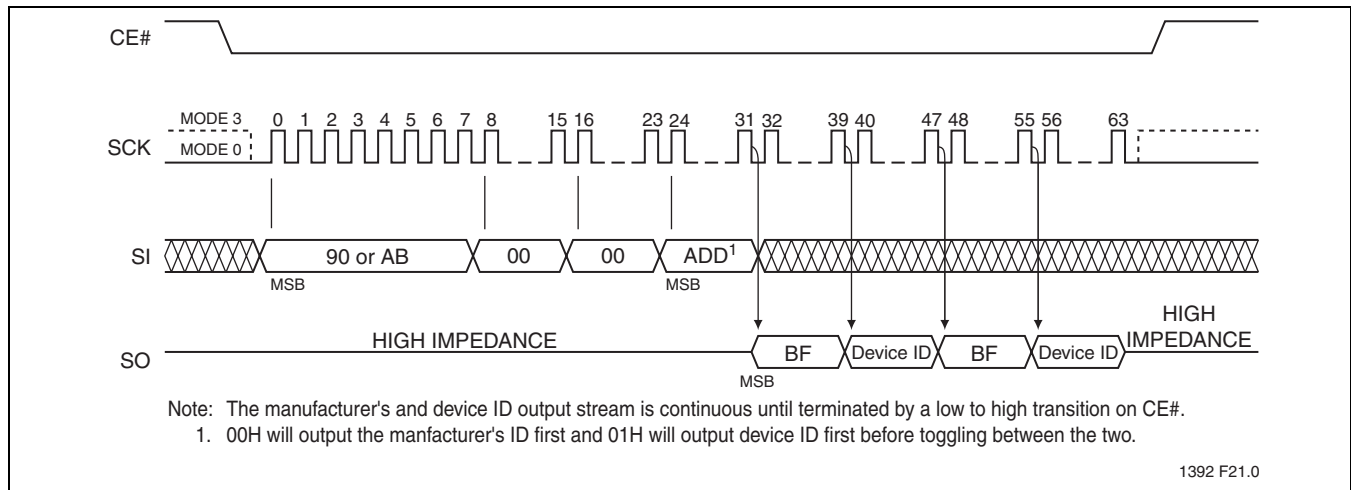 CE#
MODE 3
0 1 2 3 4 5 6 7 8 15 16 23 24 31 32 39 40 47 48 55 56 63
SCK
MODE 0
SI
90 or AB 00 00 ADD1
MSB MSB
HIGH IMPEDANCE
HIGH IMPEDANCE
SO
BF Device ID BF Device ID
MSB
Note: The manufacturer's and device ID output stream is continuous until terminated by a low to high transition on CE#.
1. 00H will output the manfacturer's ID first and 01H will output device ID first before toggling between the two.
1392 F21.0